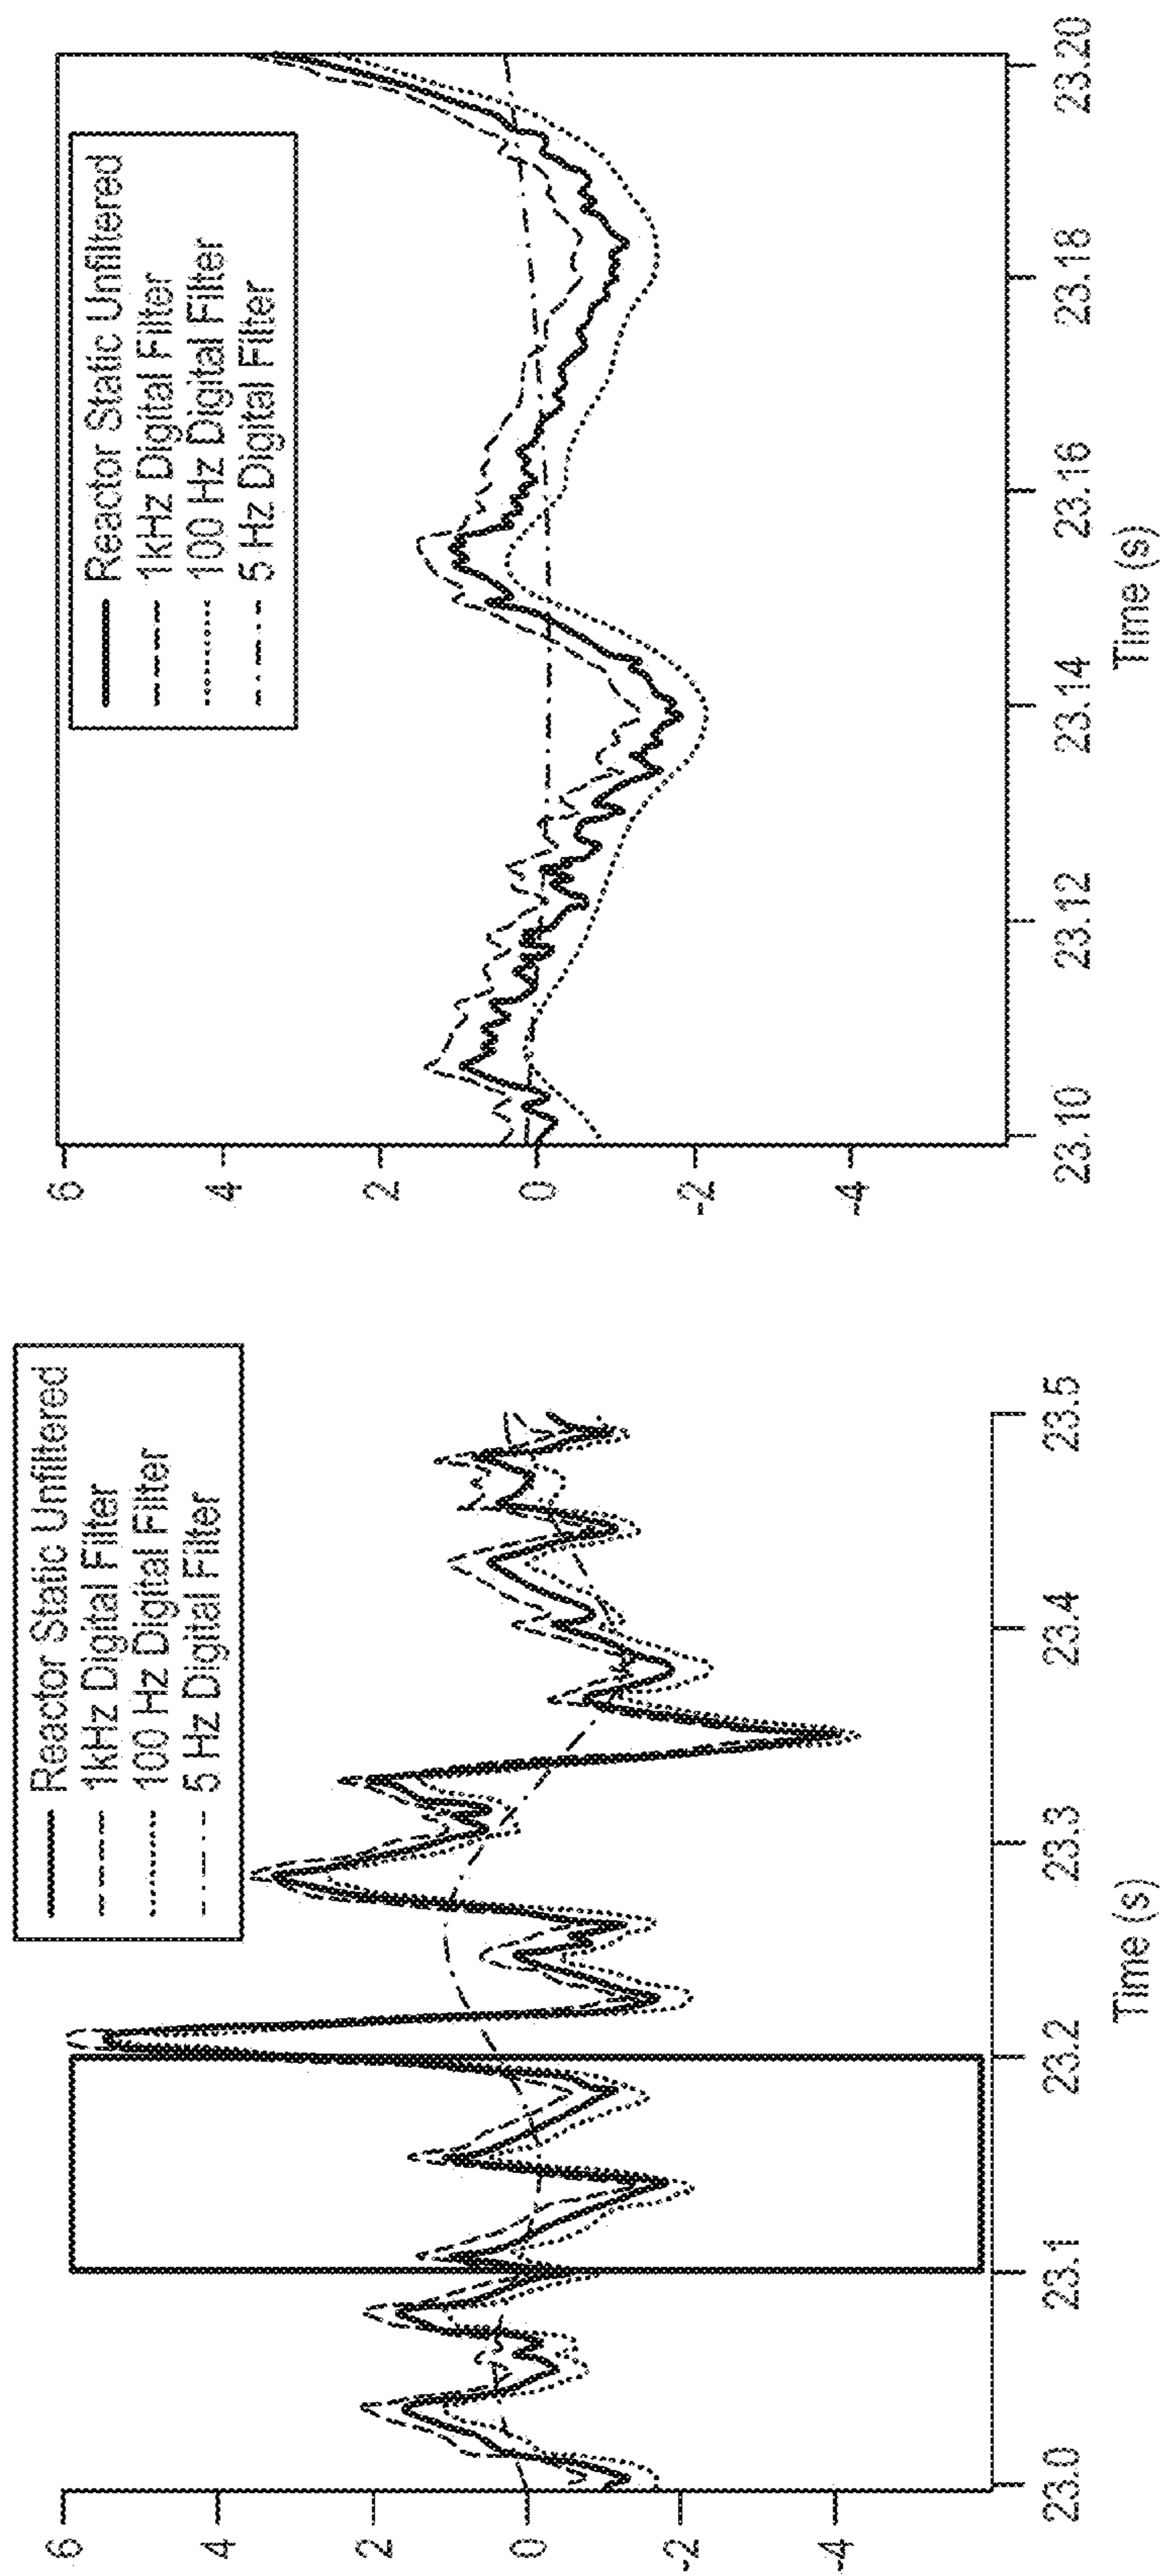 Reactor Static Unfiltered
1kHz Digital Filter
100 Hz Digital Filter
5 Hz Digital Filter
6
4
2
0
-2
-4
23.0
23.1
23.2
23.3
23.4
23.5
Time (s)
Reactor Static Unfiltered
1kHz Digital Filter
100 Hz Digital Filter
5 Hz Digital Filter
6
4
2
0
-2
-4
23.10
23.12
23.14
23.16
23.18
23.20
Time (s)